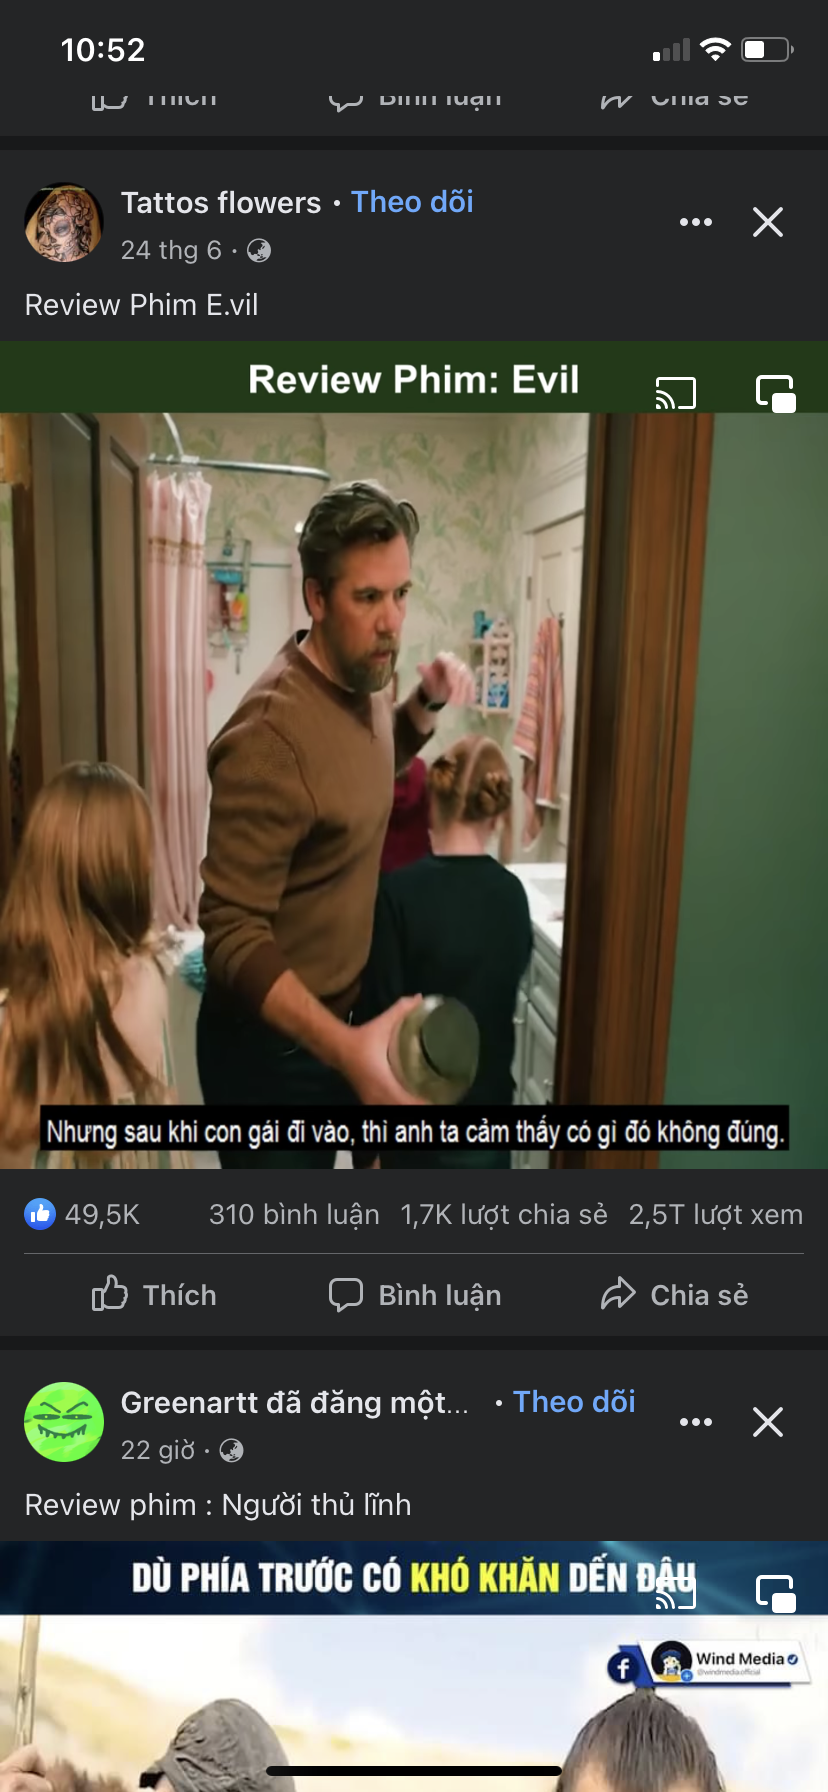 10:52
Thích
Bình luận
Chia sẻ
Tattos flowers · Theo dõi
24 thg 6 ·
Review Phim E.vil
Review Phim: Evil
Nhưng sau khi con gái đi vào, thì anh ta cảm thấy có gì đó không đúng.
49,5K
310 bình luận
1,7K lượt chia sẻ
2,5T lượt xem
Thích
Bình luận
Chia sẻ
Greenartt đã đăng một... · Theo dõi
22 giờ ·
Review phim : Người thủ lĩnh
DÙ PHÍA TRƯỚC CÓ KHÓ KHĂN DẾN ĐÂU
f
Wind Media
@windmedia.official